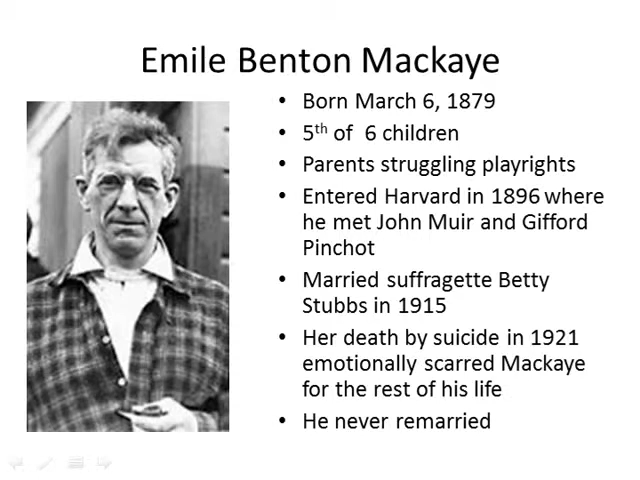 Emile Benton Mackaye
• Born March 6, 1879
• 5th of 6 children
• Parents struggling playrights
• Entered Harvard in 1896 where
he met John Muir and Gifford
Pinchot
• Married suffragette Betty
Stubbs in 1915
• Her death by suicide in 1921
emotionally scarred Mackaye
for the rest of his life
• He never remarried